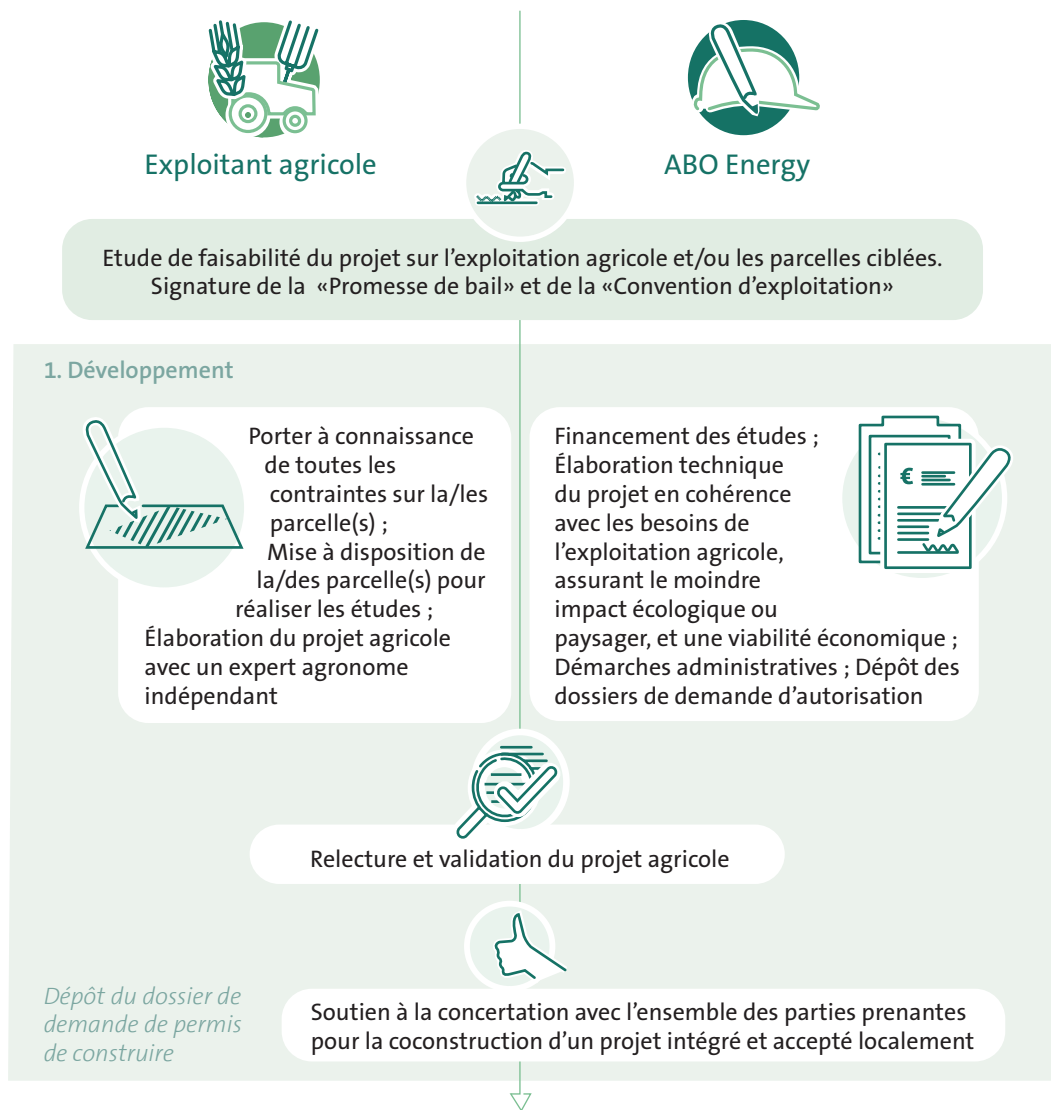 Exploitant agricole
ABO Energy
Etude de faisabilité du projet sur l’exploitation agricole et/ou les parcelles ciblées.
Signature de la «Promesse de bail» et de la «Convention d’exploitation»
1. Développement
Porter à connaissance
de toutes les
contraintes sur la/les
parcelle(s) ;
Mise à disposition de
la/des parcelle(s) pour
réaliser les études ;
Élaboration du projet agricole
avec un expert agronome
indépendant
Financement des études ;
Élaboration technique
du projet en cohérence
avec les besoins de
l’exploitation agricole,
assurant le moindre
impact écologique ou
paysager, et une viabilité économique ;
Démarches administratives ; Dépôt des
dossiers de demande d’autorisation
€
Relecture et validation du projet agricole
Dépôt du dossier de
demande de permis
de construire
Soutien à la concertation avec l’ensemble des parties prenantes
pour la coconstruction d’un projet intégré et accepté localement